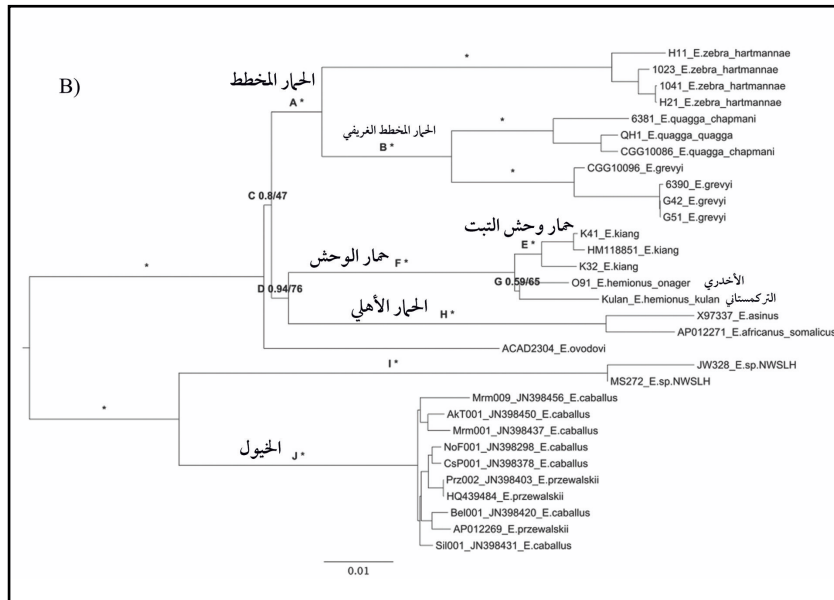 B)
H11_E.zebra_hartmannae
1023_E.zebra_hartmannae
1041_E.zebra_hartmannae
H21_E.zebra_hartmannae
الحمار المخطط
A *
*
6381_E.quagga_chapmani
QH1_E.quagga_quagga
CGG10086_E.quagga_chapmani
الحمار المخطط الغريفي
B *
*
*
CGG10096_E.grevyi
6390_E.grevyi
G42_E.grevyi
G51_E.grevyi
C 0.8/47
حمار وحش التبت
E *
K41_E.kiang
HM118851_E.kiang
K32_E.kiang
حمار الوحش
F *
*
G 0.59/65
O91_E.hemionus_onager
الأخدري
Kulan_E.hemionus_kulan
التركمستاني
D 0.94/76
الحمار الأهلي
H *
X97337_E.asinus
AP012271_E.africanus_somalicus
ACAD2304_E.ovodovi
I *
JW328_E.sp.NWSLH
MS272_E.sp.NWSLH
*
Mrm009_JN398456_E.caballus
AkT001_JN398450_E.caballus
Mrm001_JN398437_E.caballus
الخيول
J *
NoF001_JN398298_E.caballus
CsP001_JN398378_E.caballus
Prz002_JN398403_E.przewalskii
HQ439484_E.przewalskii
Bel001_JN398420_E.caballus
AP012269_E.przewalskii
Sil001_JN398431_E.caballus
0.01